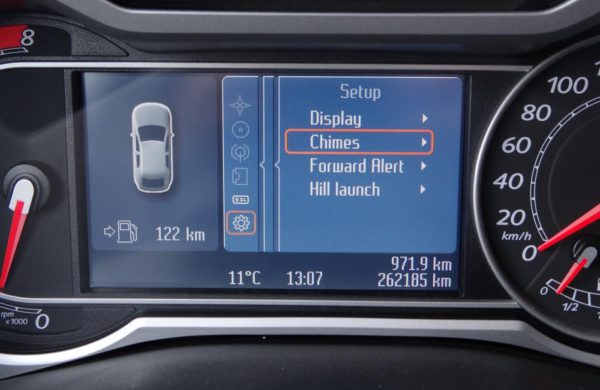 8
Setup
Display
Chimes
Forward Alert
Hill launch
122 km
11°C 13:07 971.9 km
262185 km
rpm
x 1000 0
100
80
60
40
20
km/h
0
0 1/2